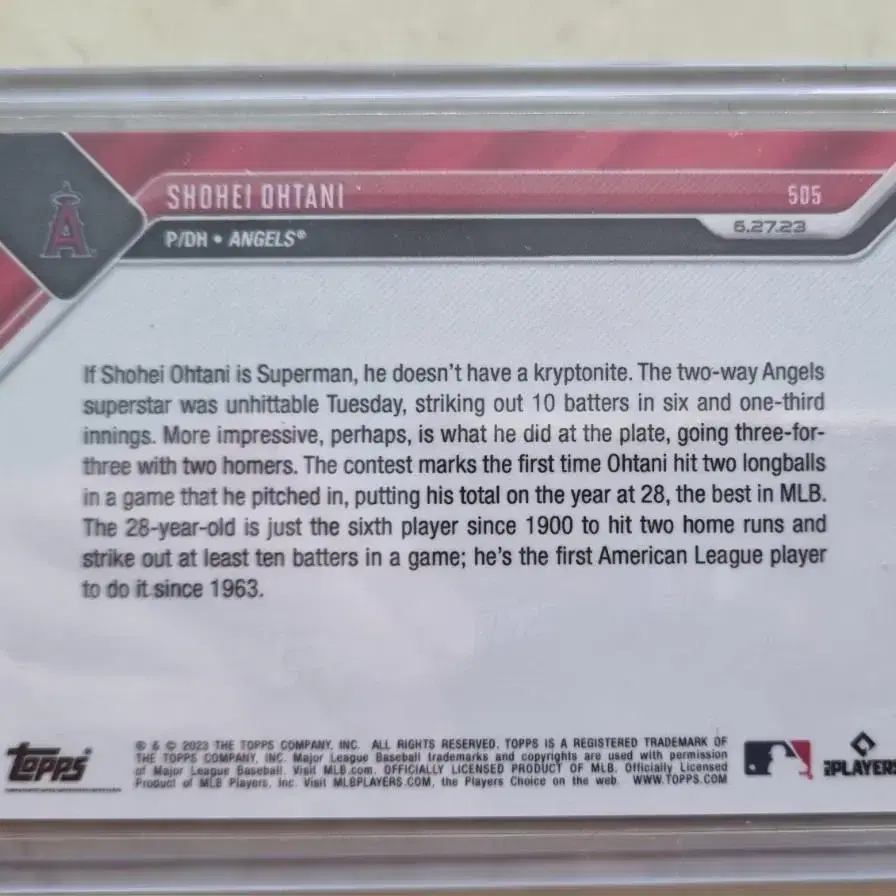 A
SHOHEI OHTANI
505
P/DH • ANGELS®
6.27.23
If Shohei Ohtani is Superman, he doesn't have a kryptonite. The two-way Angels
superstar was unhittable Tuesday, striking out 10 batters in six and one-third
innings. More impressive, perhaps, is what he did at the plate, going three-for-
three with two homers. The contest marks the first time Ohtani hit two longballs
in a game that he pitched in, putting his total on the year at 28, the best in MLB.
The 28-year-old is just the sixth player since 1900 to hit two home runs and
strike out at least ten batters in a game; he's the first American League player
to do it since 1963.
topps
® & © 2023 THE TOPPS COMPANY, INC. ALL RIGHTS RESERVED. TOPPS IS A REGISTERED TRADEMARK OF
THE TOPPS COMPANY, INC. Major League Baseball trademarks and copyrights are used with permission
of Major League Baseball. Visit MLB.com. OFFICIALLY LICENSED PRODUCT OF MLB. Officially Licensed
Product of MLB Players, Inc. Visit MLBPLAYERS.COM, the Players Choice on the web. WWW.TOPPS.COM
PLAYERS